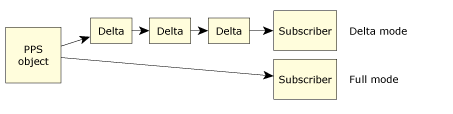 PPS
object
Delta
Delta
Delta
Subscriber
Delta mode
Subscriber
Full mode